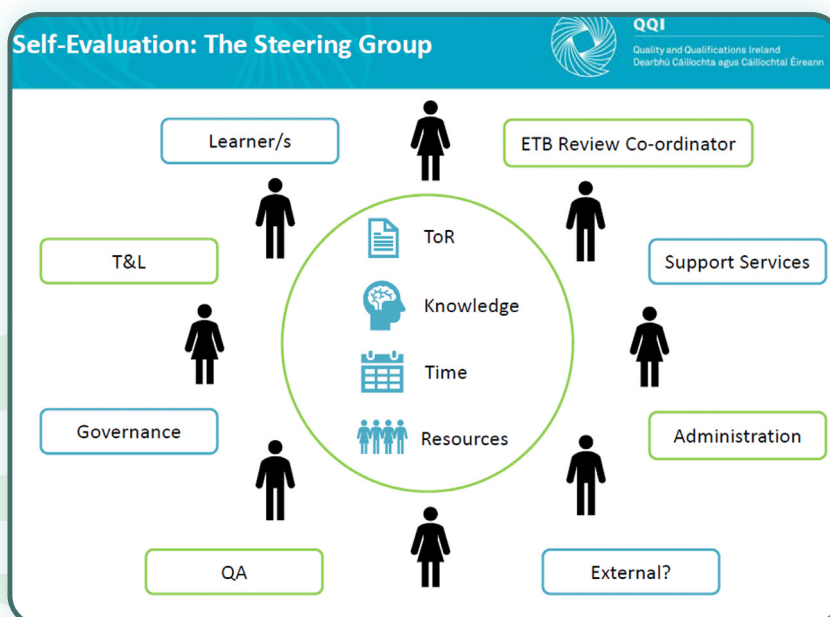 Self-Evaluation: The Steering Group
QQI
Quality and Qualifications Ireland
Dearbhú Cáilíochta agus Cáilíochtaí Éireann
Learner/s
ETB Review Co-ordinator
T&L
Support Services
ToR
Knowledge
Time
Resources
Governance
Administration
QA
External?